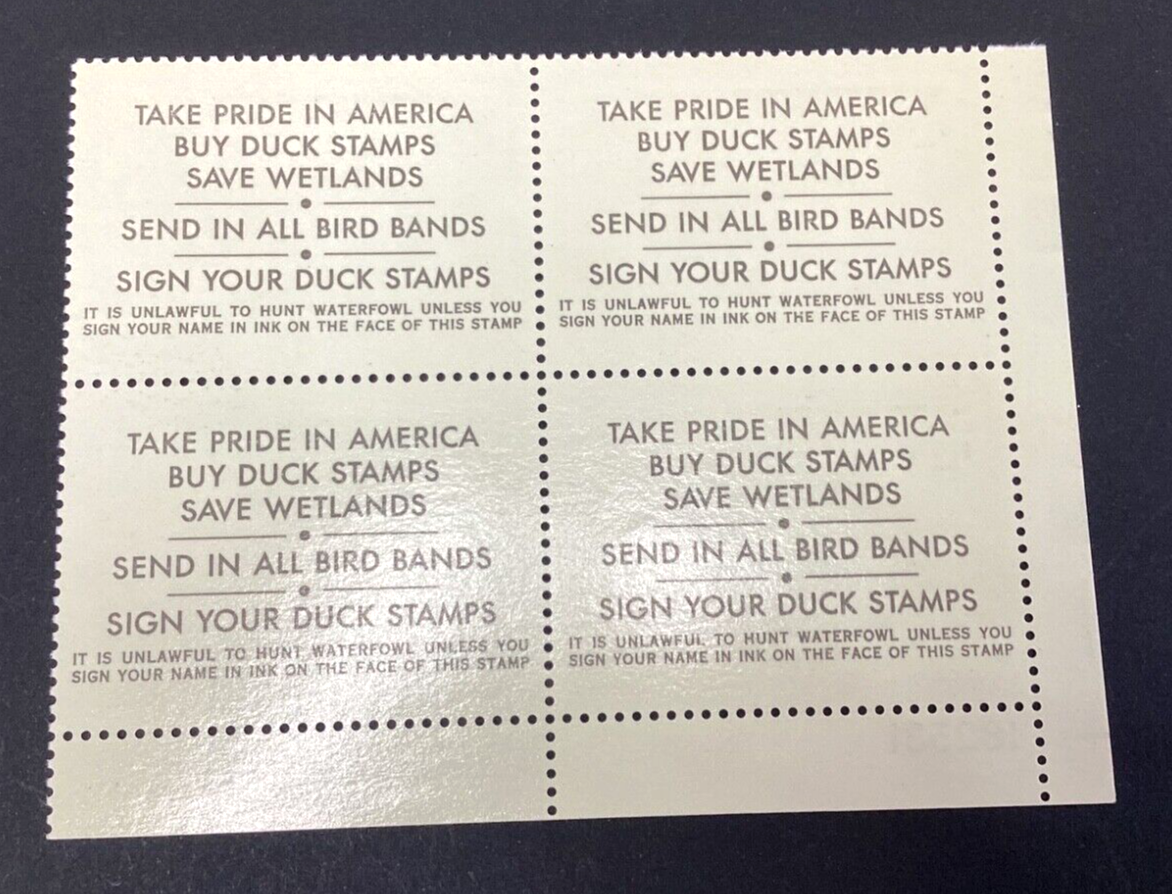 TAKE PRIDE IN AMERICA
BUY DUCK STAMPS
SAVE WETLANDS
SEND IN ALL BIRD BANDS
SIGN YOUR DUCK STAMPS
IT IS UNLAWFUL TO HUNT WATERFOWL UNLESS YOU
SIGN YOUR NAME IN INK ON THE FACE OF THIS STAMP
TAKE PRIDE IN AMERICA
BUY DUCK STAMPS
SAVE WETLANDS
SEND IN ALL BIRD BANDS
SIGN YOUR DUCK STAMPS
IT IS UNLAWFUL TO HUNT WATERFOWL UNLESS YOU
SIGN YOUR NAME IN INK ON THE FACE OF THIS STAMP
TAKE PRIDE IN AMERICA
BUY DUCK STAMPS
SAVE WETLANDS
SEND IN ALL BIRD BANDS
SIGN YOUR DUCK STAMPS
IT IS UNLAWFUL TO HUNT WATERFOWL UNLESS YOU
SIGN YOUR NAME IN INK ON THE FACE OF THIS STAMP
TAKE PRIDE IN AMERICA
BUY DUCK STAMPS
SAVE WETLANDS
SEND IN ALL BIRD BANDS
SIGN YOUR DUCK STAMPS
IT IS UNLAWFUL TO HUNT WATERFOWL UNLESS YOU
SIGN YOUR NAME IN INK ON THE FACE OF THIS STAMP